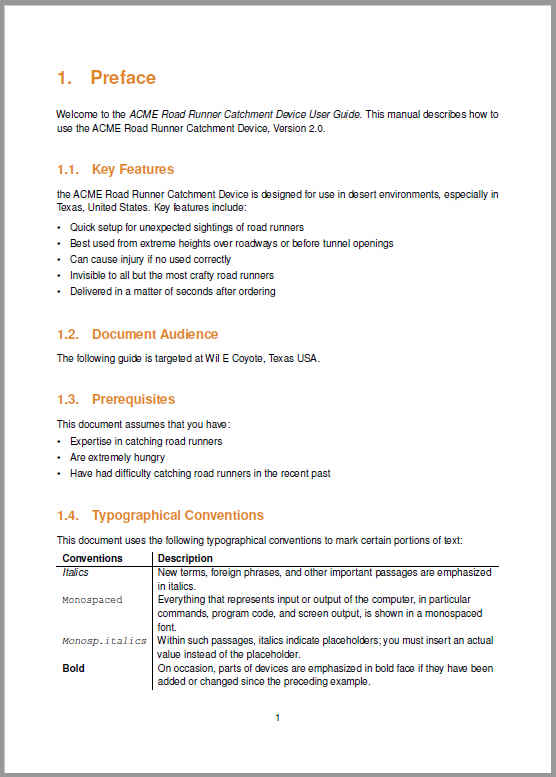 1. Preface
Welcome to the ACME Road Runner Catchment Device User Guide. This manual describes how to
use the ACME Road Runner Catchment Device, Version 2.0.
1.1. Key Features
the ACME Road Runner Catchment Device is designed for use in desert environments, especially in
Texas, United States. Key features include:
• Quick setup for unexpected sightings of road runners
• Best used from extreme heights over roadways or before tunnel openings
• Can cause injury if no used correctly
• Invisible to all but the most crafty road runners
• Delivered in a matter of seconds after ordering
1.2. Document Audience
The following guide is targeted at Wil E Coyote, Texas USA.
1.3. Prerequisites
This document assumes that you have:
• Expertise in catching road runners
• Are extremely hungry
• Have had difficulty catching road runners in the recent past
1.4. Typographical Conventions
This document uses the following typographical conventions to mark certain portions of text:
Conventions Description
Italics New terms, foreign phrases, and other important passages are emphasized
in italics.
Monospaced Everything that represents input or output of the computer, in particular
commands, program code, and screen output, is shown in a monospaced
font.
Monosp.italics Within such passages, italics indicate placeholders; you must insert an actual
value instead of the placeholder.
Bold On occasion, parts of devices are emphasized in bold face if they have been
added or changed since the preceding example.
1